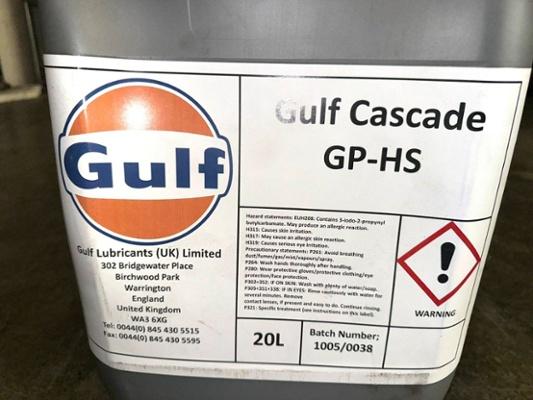 Gulf
Gulf Lubricants (UK) Limited
302 Bridgewater Place
Birchwood Park
Warrington
England
United Kingdom
WA3 6XG
Tel: 0044(0) 845 430 5515
Fax: 0044(0) 845 430 5595
Gulf Cascade
GP-HS
Hazard statements: EUH208: Contains 3-iodo-2-propynyl
butylcarbamate. May produce an allergic reaction.
H315: Causes skin irritation.
H317: May cause an allergic skin reaction.
H319: Causes serious eye irritation.
Precautionary statements: P261: Avoid breathing
dust/fumes/gas/mist/vapours/spray.
P264: Wash hands thoroughly after handling.
P280: Wear protective gloves/protective clothing/eye
protection/face protection.
P302+352: IF ON SKIN: Wash with plenty of water/soap.
P305+351+338: IF IN EYES: Rinse cautiously with water for
several minutes. Remove
contact lenses, if present and easy to do. Continue rinsing.
P321: Specific treatment (see instructions on this label).
WARNING
20L
Batch Number;
1005/0038